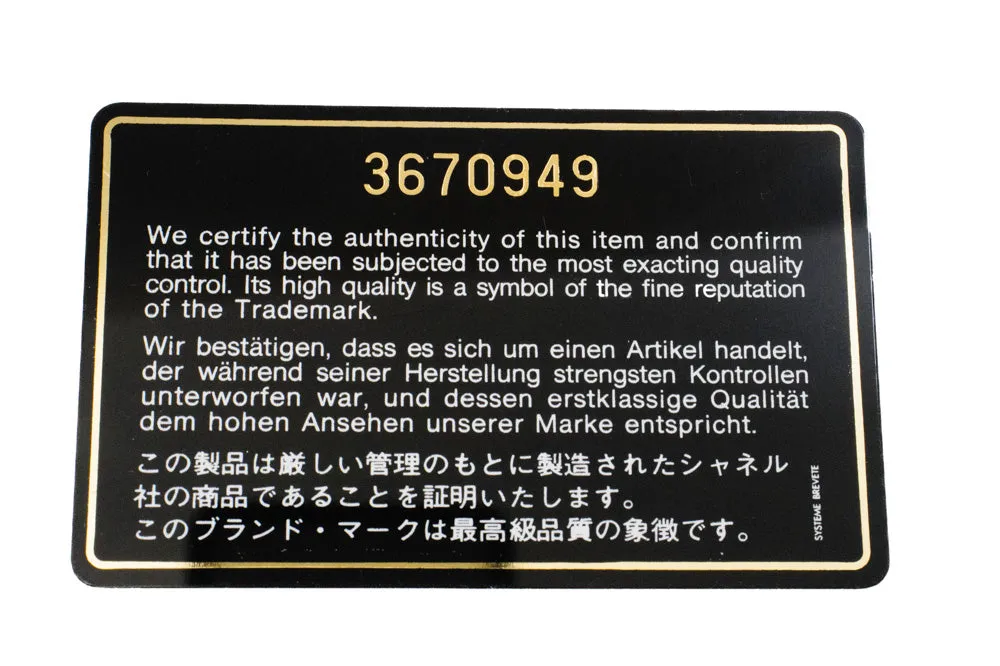 3670949
We certify the authenticity of this item and confirm
that it has been subjected to the most exacting quality
control. Its high quality is a symbol of the fine reputation
of the Trademark.
Wir bestätigen, dass es sich um einen Artikel handelt,
der während seiner Herstellung strengsten Kontrollen
unterworfen war, und dessen erstklassige Qualität
dem hohen Ansehen unserer Marke entspricht.
この製品は厳しい管理のもとに製造されたシャネル
社の商品であることを証明いたします。
このブランド・マークは最高級品質の象徴です。
SYSTEME BREVETE